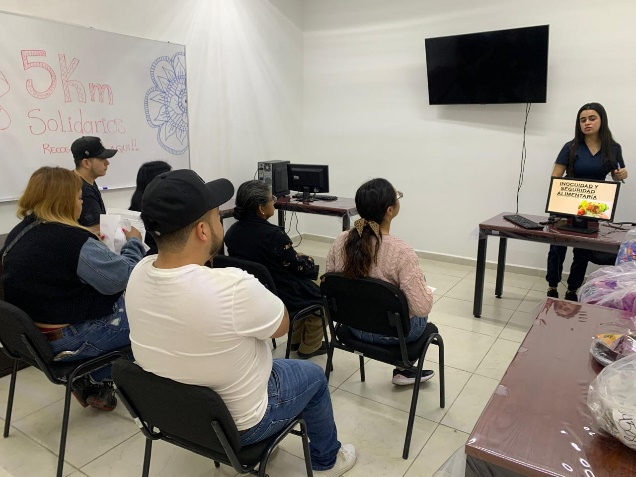 5Km
Solidarios
INOCUIDAD Y
SEGURIDAD
ALIMENTARIA